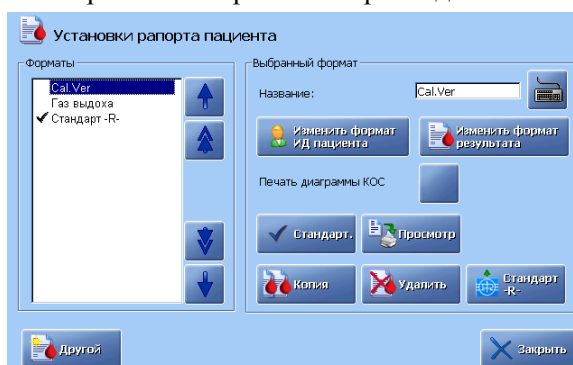 Установки рапорта пациента
Форматы
Cal.Ver
Газ выдоха
Стандарт -R-
Выбранный формат
Название:
Cal.Ver
Изменить формат
ИД пациента
Изменить формат
результата
Печать диаграммы КОС
Стандарт.
Просмотр
Копия
Удалить
Стандарт
-R-
Другой
Закрыть